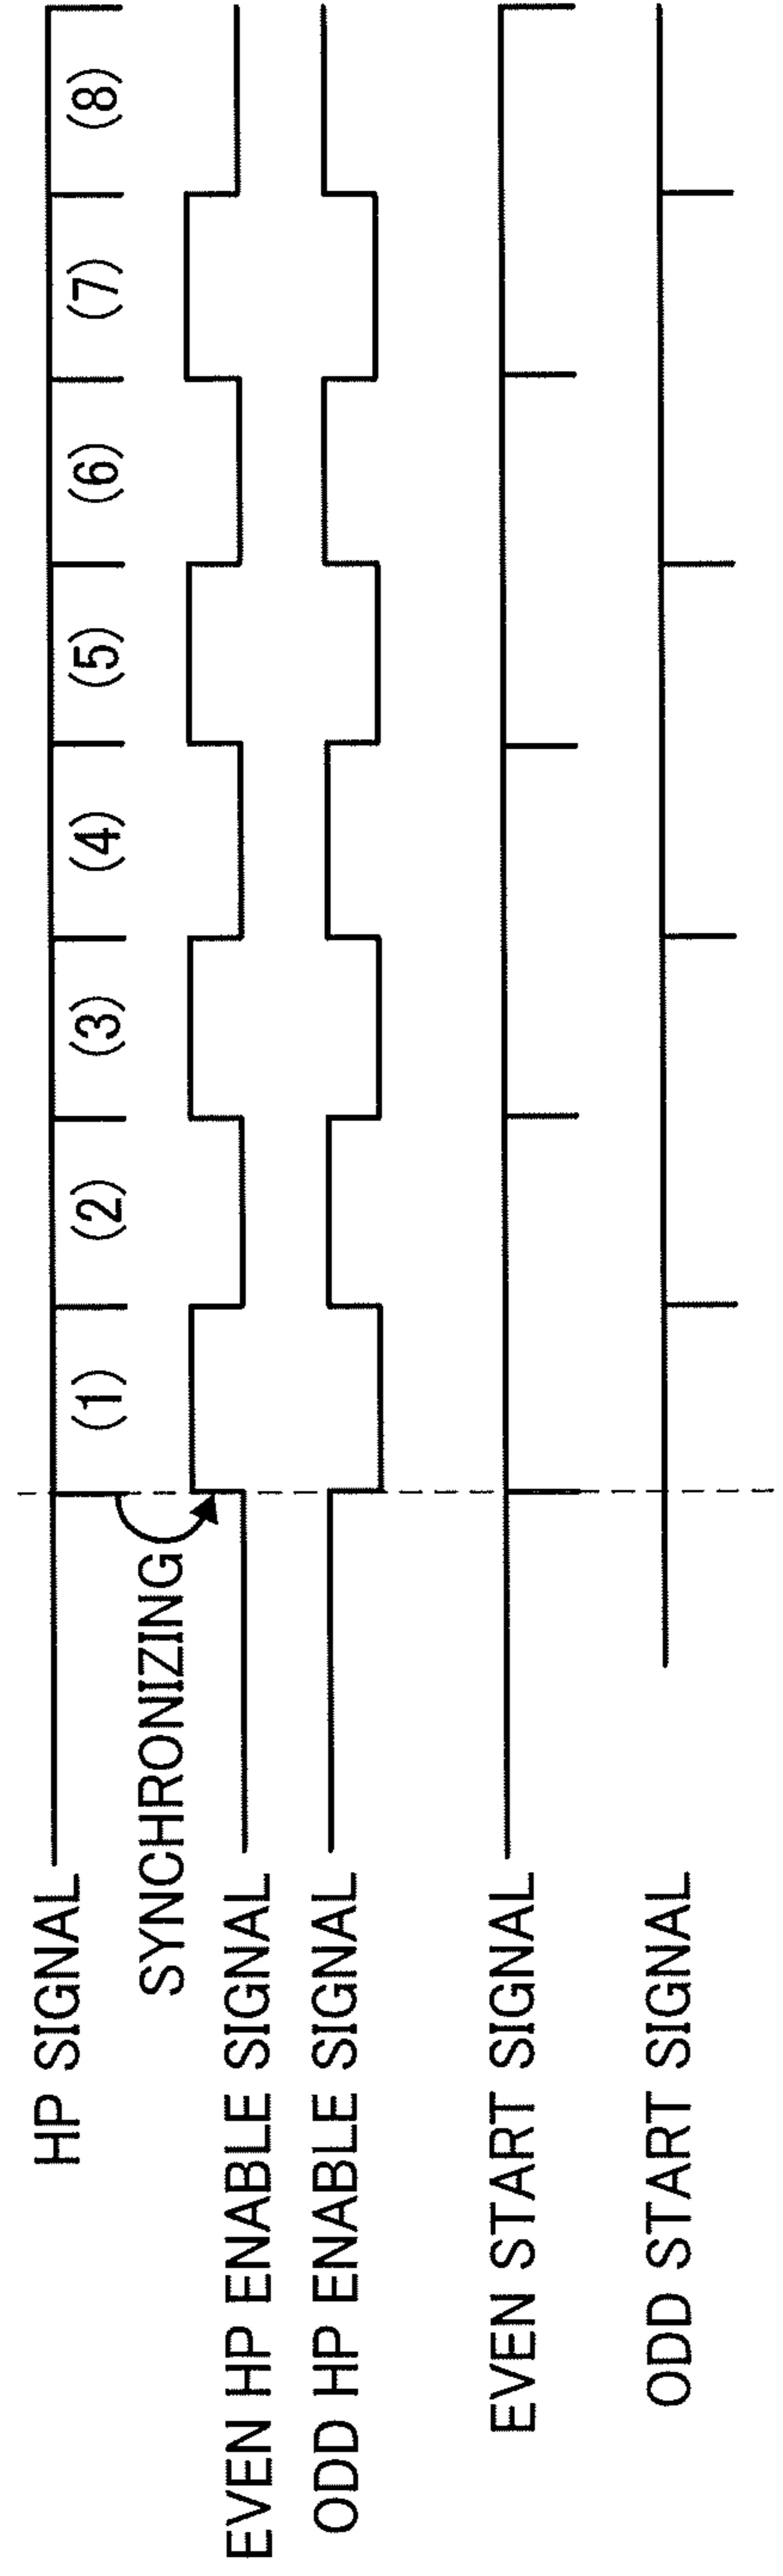 HP SIGNAL
(1) (2) (3) (4) (5) (6) (7) (8)
SYNCHRONIZING
EVEN HP ENABLE SIGNAL
ODD HP ENABLE SIGNAL
EVEN START SIGNAL
ODD START SIGNAL